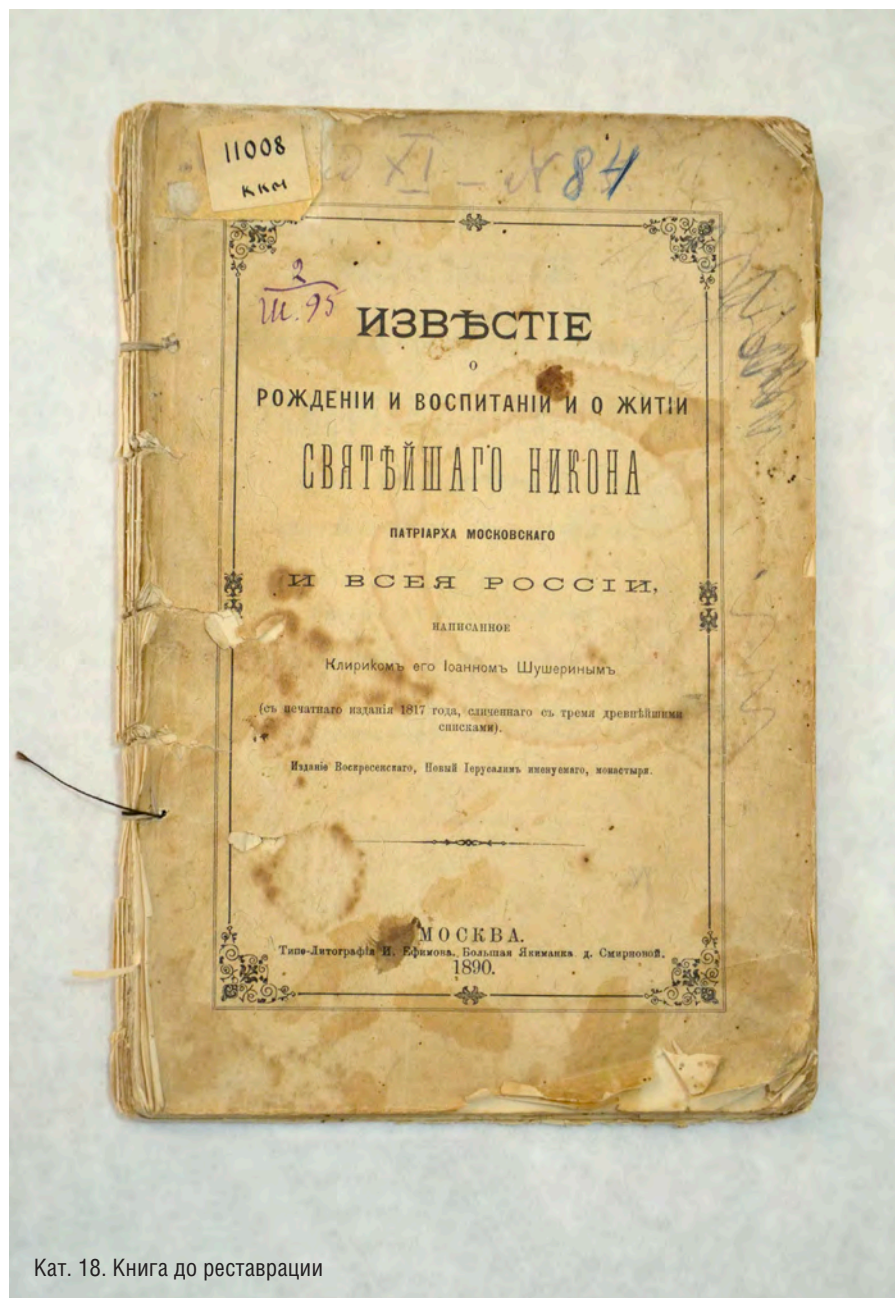 11008
ккм
XI – N 84
2
Ш. 95
ИЗВѢСТІЕ
о
РОЖДЕНІИ И ВОСПИТАНІИ И О ЖИТІИ
СВЯТѢЙШАГО НИКОНА
ПАТРІАРХА МОСКОВСКАГО
И ВСЕЯ РОССІИ,
НАПИСАННОЕ
Клирикомъ его Іоанномъ Шушеринымъ
(съ печатнаго изданія 1817 года, сличеннаго съ тремя древнѣйшими
списками).
Изданіе Воскресенскаго, Новый Іерусалимъ именуемаго, монастыря.
МОСКВА.
Типо-Литографія И. Ефимова. Большая Якиманка д. Смирновой.
1890.
Кат. 18. Книга до реставрации